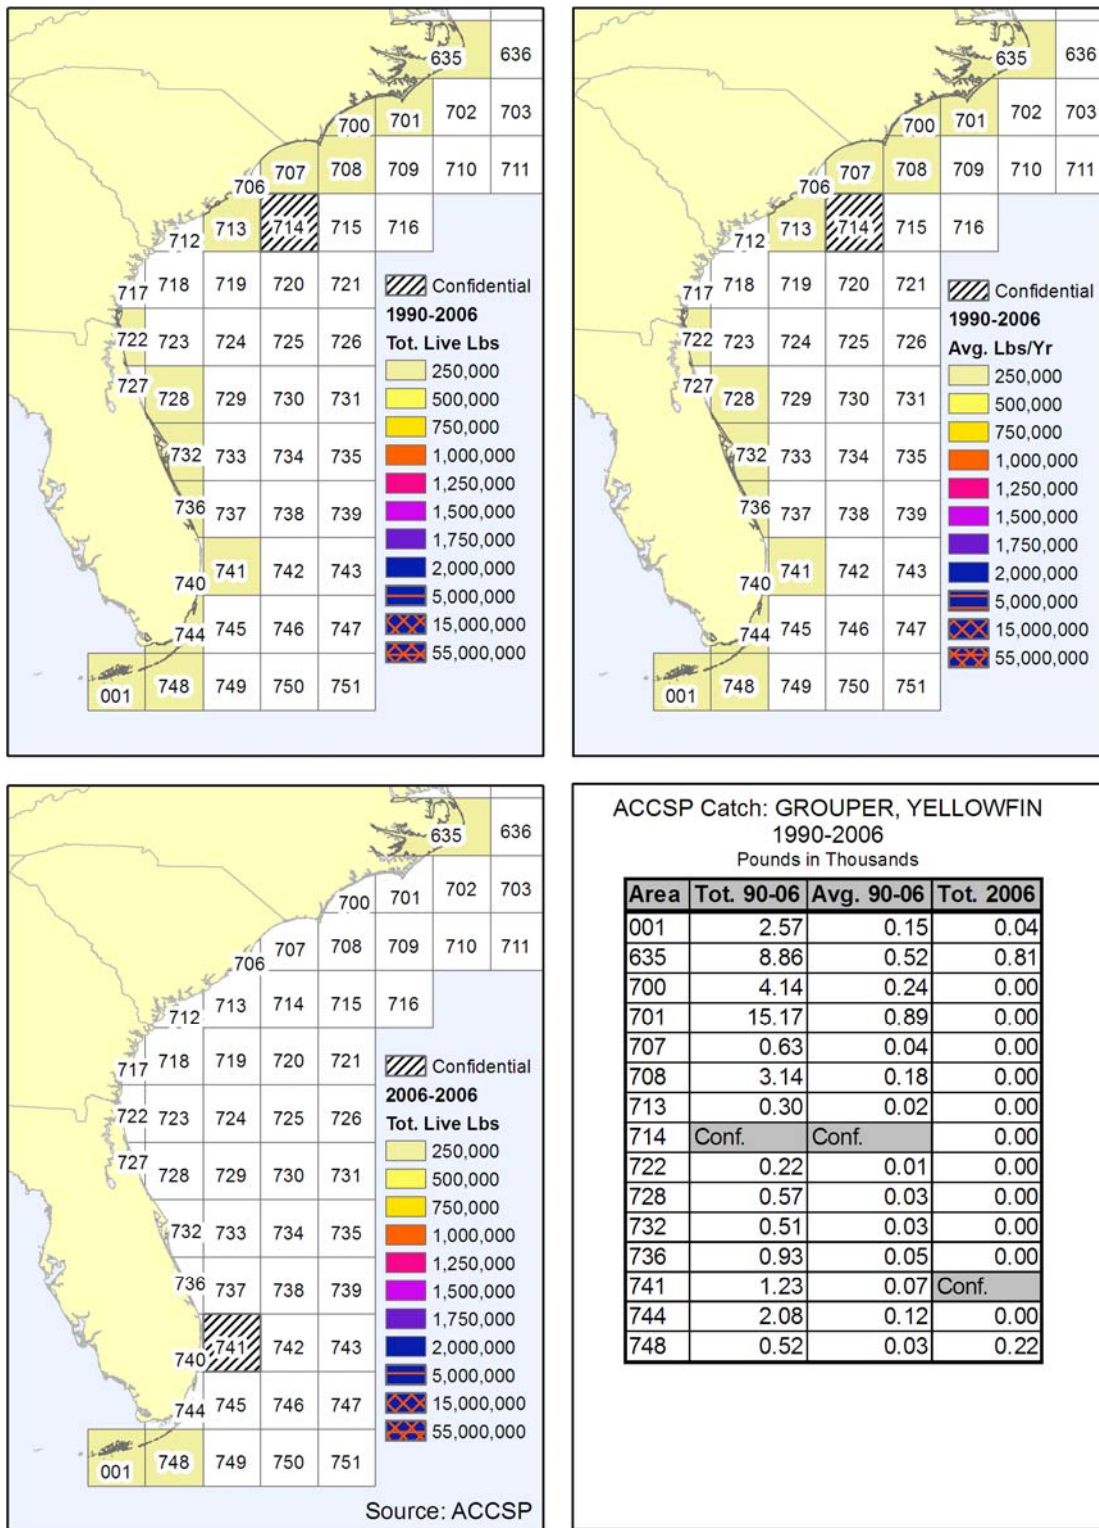 635 636
700 701 702 703
706 707 708 709 710 711
712 713 714 715 716
717 718 719 720 721
722 723 724 725 726
727 728 729 730 731
732 733 734 735
736 737 738 739
740 741 742 743
744 745 746 747
001 748 749 750 751
Confidential
1990-2006
Tot. Live Lbs
250,000
500,000
750,000
1,000,000
1,250,000
1,500,000
1,750,000
2,000,000
5,000,000
15,000,000
55,000,000
635 636
700 701 702 703
706 707 708 709 710 711
712 713 714 715 716
717 718 719 720 721
722 723 724 725 726
727 728 729 730 731
732 733 734 735
736 737 738 739
740 741 742 743
744 745 746 747
001 748 749 750 751
Confidential
1990-2006
Avg. Lbs/Yr
250,000
500,000
750,000
1,000,000
1,250,000
1,500,000
1,750,000
2,000,000
5,000,000
15,000,000
55,000,000
635 636
700 701 702 703
706 707 708 709 710 711
712 713 714 715 716
717 718 719 720 721
722 723 724 725 726
727 728 729 730 731
732 733 734 735
736 737 738 739
740 741 742 743
744 745 746 747
001 748 749 750 751
Confidential
2006-2006
Tot. Live Lbs
250,000
500,000
750,000
1,000,000
1,250,000
1,500,000
1,750,000
2,000,000
5,000,000
15,000,000
55,000,000
Source: ACCSP
ACCSP Catch: GROUPER, YELLOWFIN
1990-2006
Pounds in Thousands
Area Tot. 90-06 Avg. 90-06 Tot. 2006
001 2.57 0.15 0.04
635 8.86 0.52 0.81
700 4.14 0.24 0.00
701 15.17 0.89 0.00
707 0.63 0.04 0.00
708 3.14 0.18 0.00
713 0.30 0.02 0.00
714 Conf. Conf. 0.00
722 0.22 0.01 0.00
728 0.57 0.03 0.00
732 0.51 0.03 0.00
736 0.93 0.05 0.00
741 1.23 0.07 Conf.
744 2.08 0.12 0.00
748 0.52 0.03 0.22